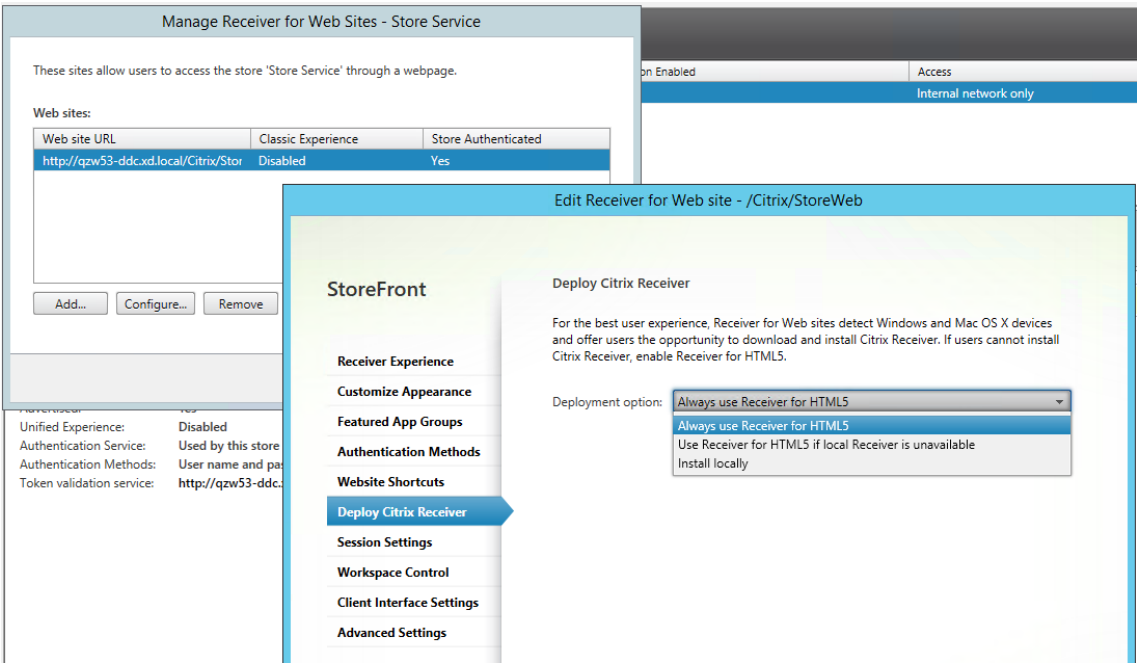 Manage Receiver for Web Sites - Store Service
These sites allow users to access the store 'Store Service' through a webpage.
Web sites:
Web site URL Classic Experience Store Authenticated
http://qzw53-ddc.xd.local/Citrix/Stor Disabled Yes
Add... Configure... Remove
on Enabled Access
Internal network only
Advertised: Yes
Unified Experience: Disabled
Authentication Service: Used by this store
Authentication Methods: User name and pas
Token validation service: http://qzw53-ddc.
Edit Receiver for Web site - /Citrix/StoreWeb
StoreFront
Receiver Experience
Customize Appearance
Featured App Groups
Authentication Methods
Website Shortcuts
Deploy Citrix Receiver
Session Settings
Workspace Control
Client Interface Settings
Advanced Settings
Deploy Citrix Receiver
For the best user experience, Receiver for Web sites detect Windows and Mac OS X devices
and offer users the opportunity to download and install Citrix Receiver. If users cannot install
Citrix Receiver, enable Receiver for HTML5.
Deployment option: Always use Receiver for HTML5
Always use Receiver for HTML5
Use Receiver for HTML5 if local Receiver is unavailable
Install locally